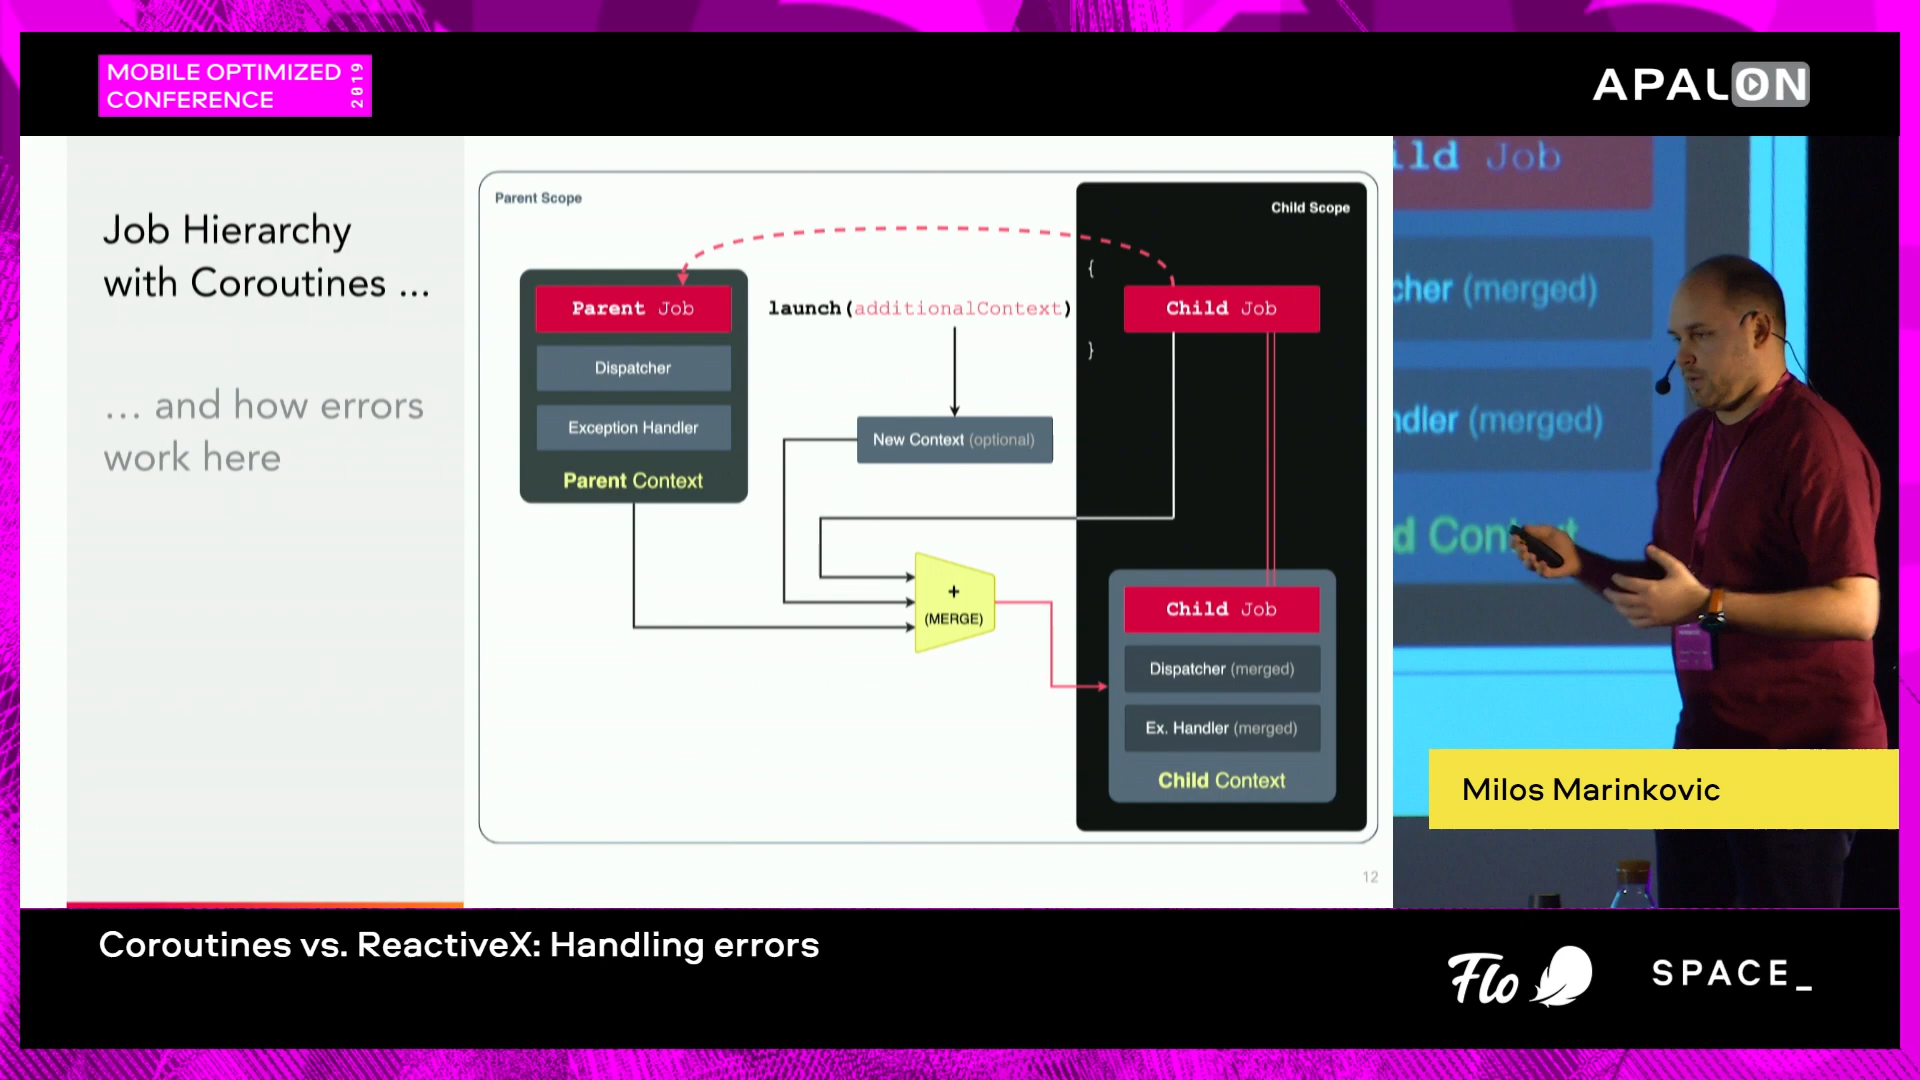 MOBILE OPTIMIZED
CONFERENCE
2019
APALON
Job Hierarchy
with Coroutines ...
... and how errors
work here
Parent Scope
Child Scope
{
Parent Job
launch(additionalContext)
Child Job
}
Dispatcher
Exception Handler
New Context (optional)
Parent Context
+
(MERGE)
Child Job
Dispatcher (merged)
Ex. Handler (merged)
Child Context
12
ild Job
cher (merged)
ndler (merged)
d Con
Milos Marinkovic
Coroutines vs. ReactiveX: Handling errors
Flo
SPACE_